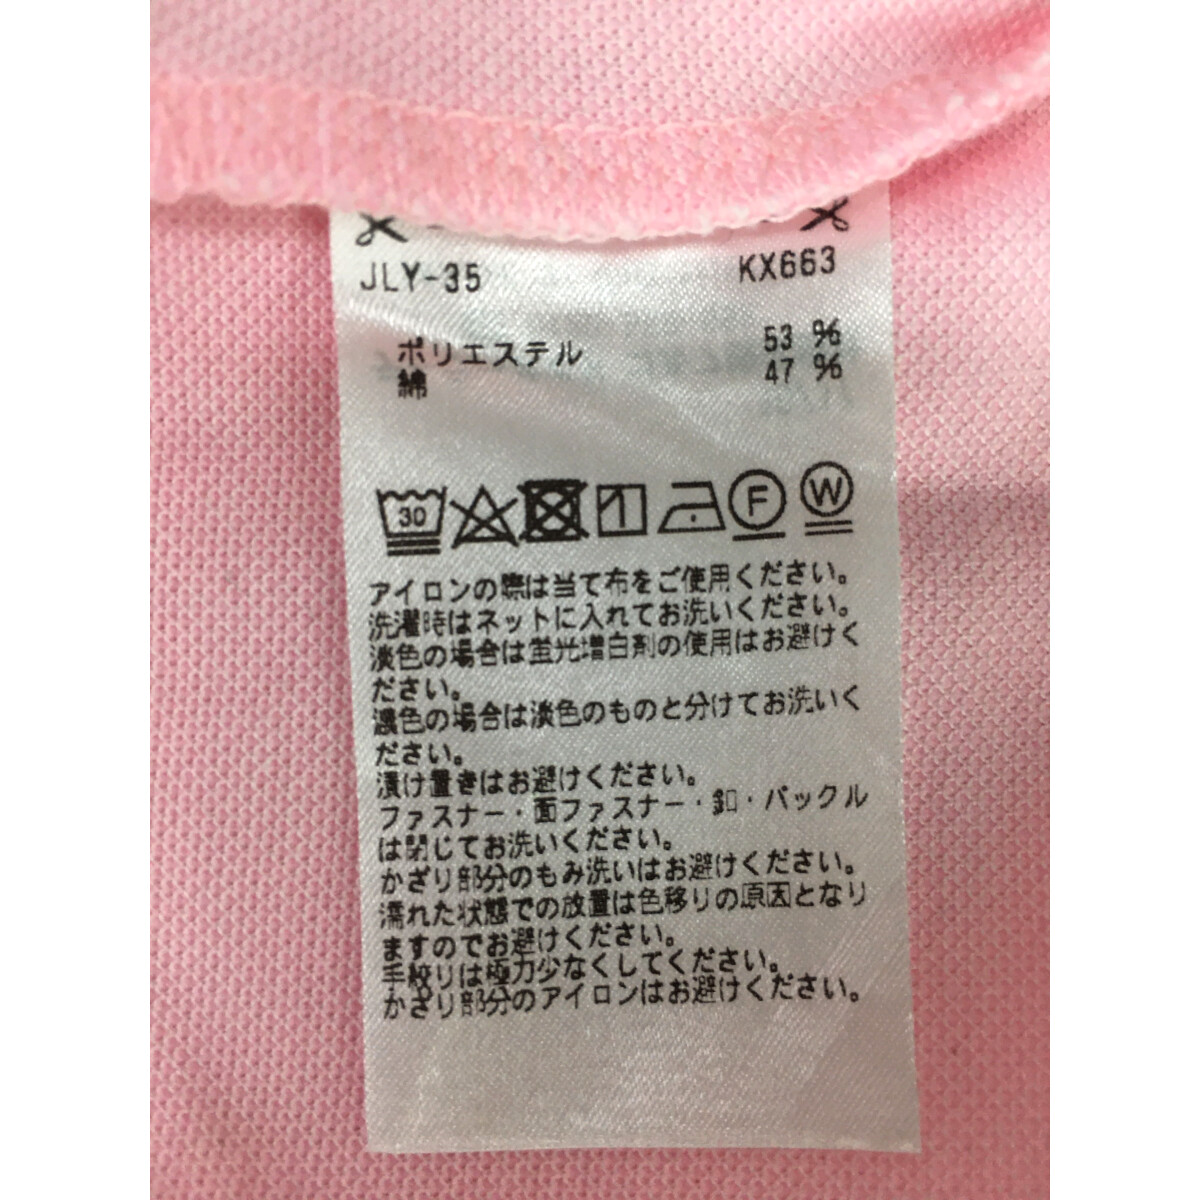 JLY-35 KX663
ポリエステル 53 %
綿 47 %
30 F W
アイロンの際は当て布をご使用ください。
洗濯時はネットに入れてお洗いください。
淡色の場合は蛍光増白剤の使用はお避けく
ださい。
濃色の場合は淡色のものと分けてお洗いく
ださい。
漬け置きはお避けください。
ファスナー・面ファスナー・釦・バックル
は閉じてお洗いください。
かざり部分のもみ洗いはお避けください。
濡れた状態での放置は色移りの原因となり
ますのでお避けください。
手絞りは極力少なくしてください。
かざり部分のアイロンはお避けください。